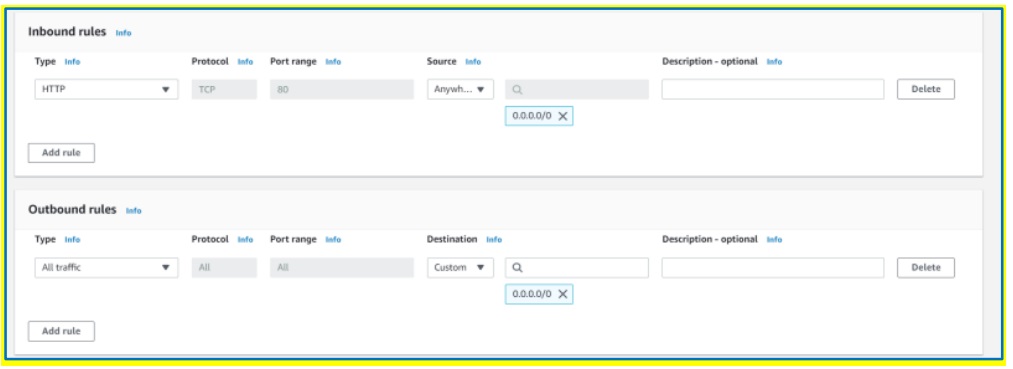 Inbound rules Info
Type Info Protocol Info Port range Info Source Info Description - optional Info
HTTP TCP 80 Anywh... Delete
0.0.0.0/0
Add rule
Outbound rules Info
Type Info Protocol Info Port range Info Destination Info Description - optional Info
All traffic All All Custom Delete
0.0.0.0/0
Add rule